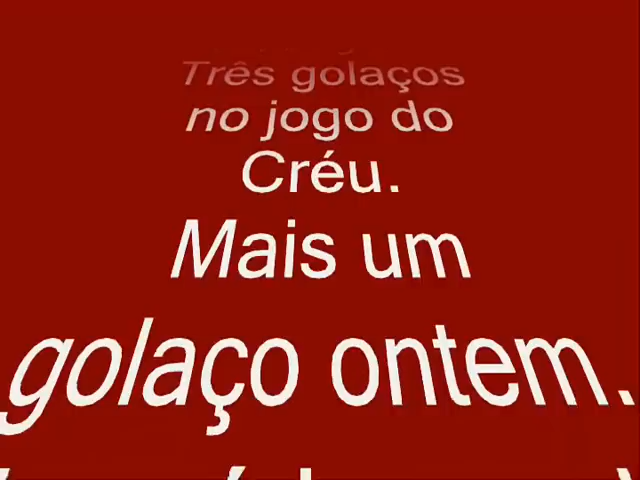 Três golaços
no jogo do
Créu.
Mais um
golaço ontem.